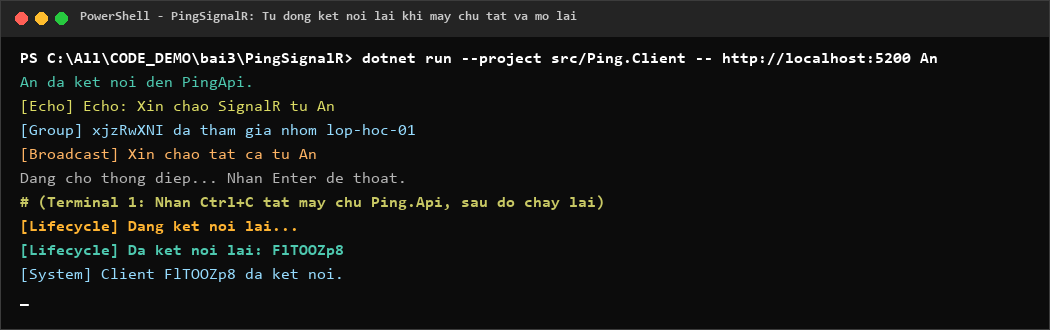 PowerShell - PingSignalR: Tu dong ket noi lai khi may chu tat va mo lai
PS C:\All\CODE_DEMO\bai3\PingSignalR> dotnet run --project src/Ping.Client -- http://localhost:5200 An
An da ket noi den PingApi.
[Echo] Echo: Xin chao SignalR tu An
[Group] xjzRwXNI da tham gia nhom lop-hoc-01
[Broadcast] Xin chao tat ca tu An
Dang cho thong diep... Nhan Enter de thoat.
# (Terminal 1: Nhan Ctrl+C tat may chu Ping.Api, sau do chay lai)
[Lifecycle] Dang ket noi lai...
[Lifecycle] Da ket noi lai: FlTOOZp8
[System] Client FlTOOZp8 da ket noi.
_